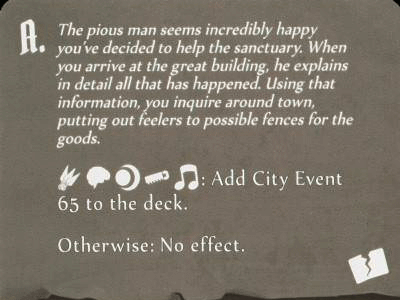 A.
The pious man seems incredibly happy
you've decided to help the sanctuary. When
you arrive at the great building, he explains
in detail all that has happened. Using that
information, you inquire around town,
putting out feelers to possible fences for the
goods.
: Add City Event
65 to the deck.
Otherwise: No effect.